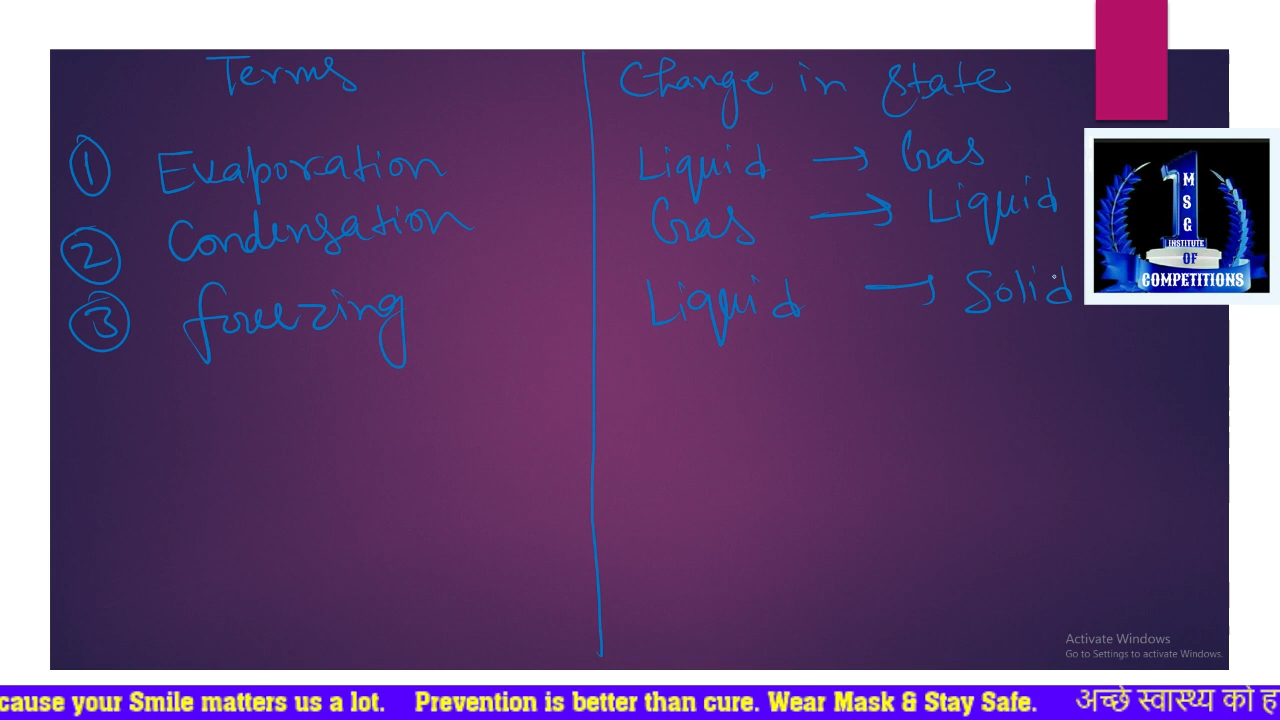 Terms Change in State
① Evaporation Liquid → Gas
② Condensation Gas → Liquid
③ freezing Liquid → Solid
1
M
S
G
INSTITUTE
OF
COMPETITIONS
Activate Windows
Go to Settings to activate Windows.
cause your Smile matters us a lot. Prevention is better than cure. Wear Mask & Stay Safe. अच्छे स्वास्थ्य को ह